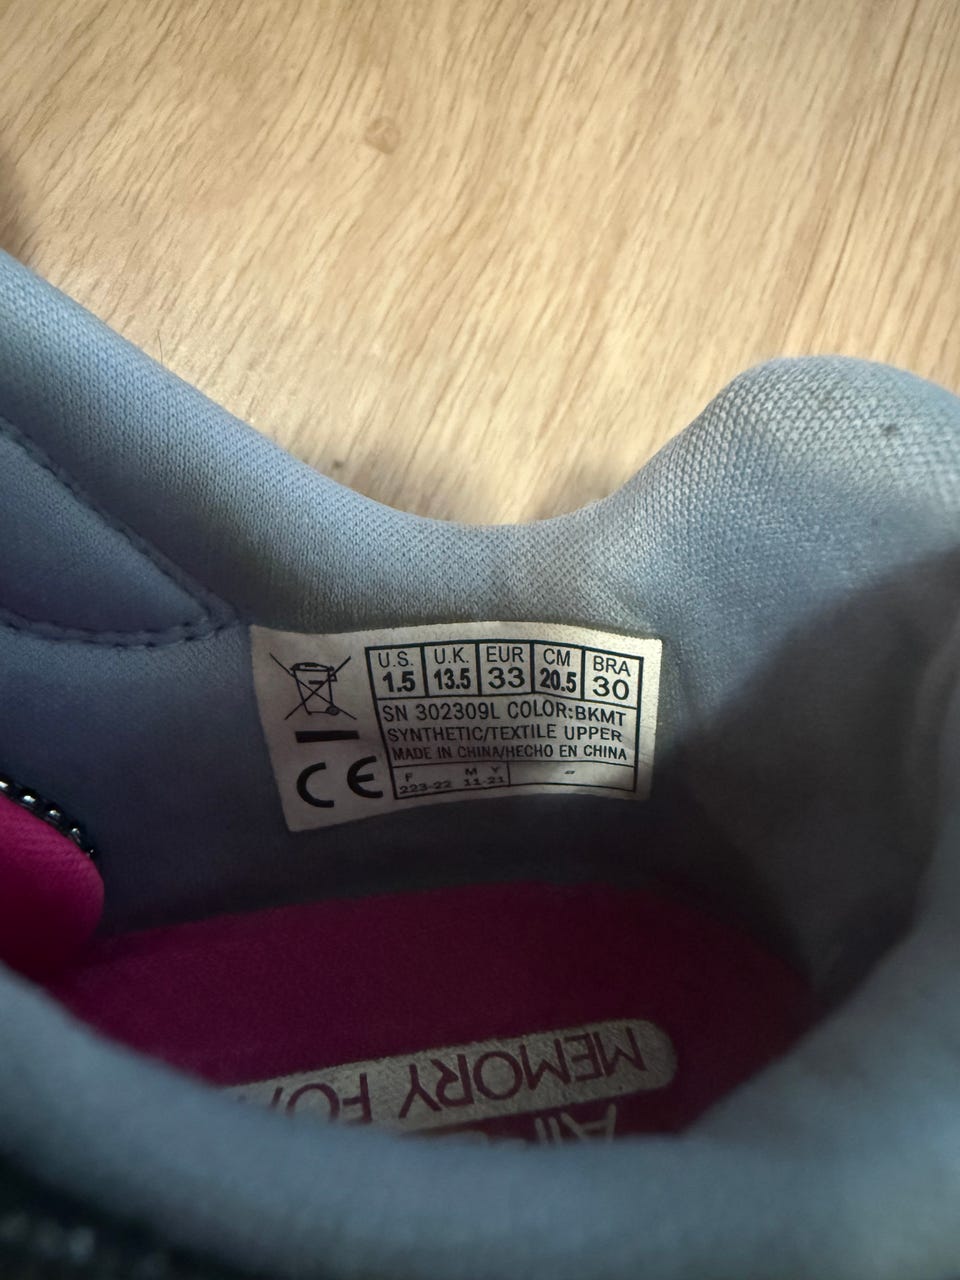 U.S. U.K. EUR CM BRA
1.5 13.5 33 20.5 30
SN 302309L COLOR:BKMT
SYNTHETIC/TEXTILE UPPER
MADE IN CHINA/HECHO EN CHINA
F M Y
223-22 11-21
CE
MEMORY